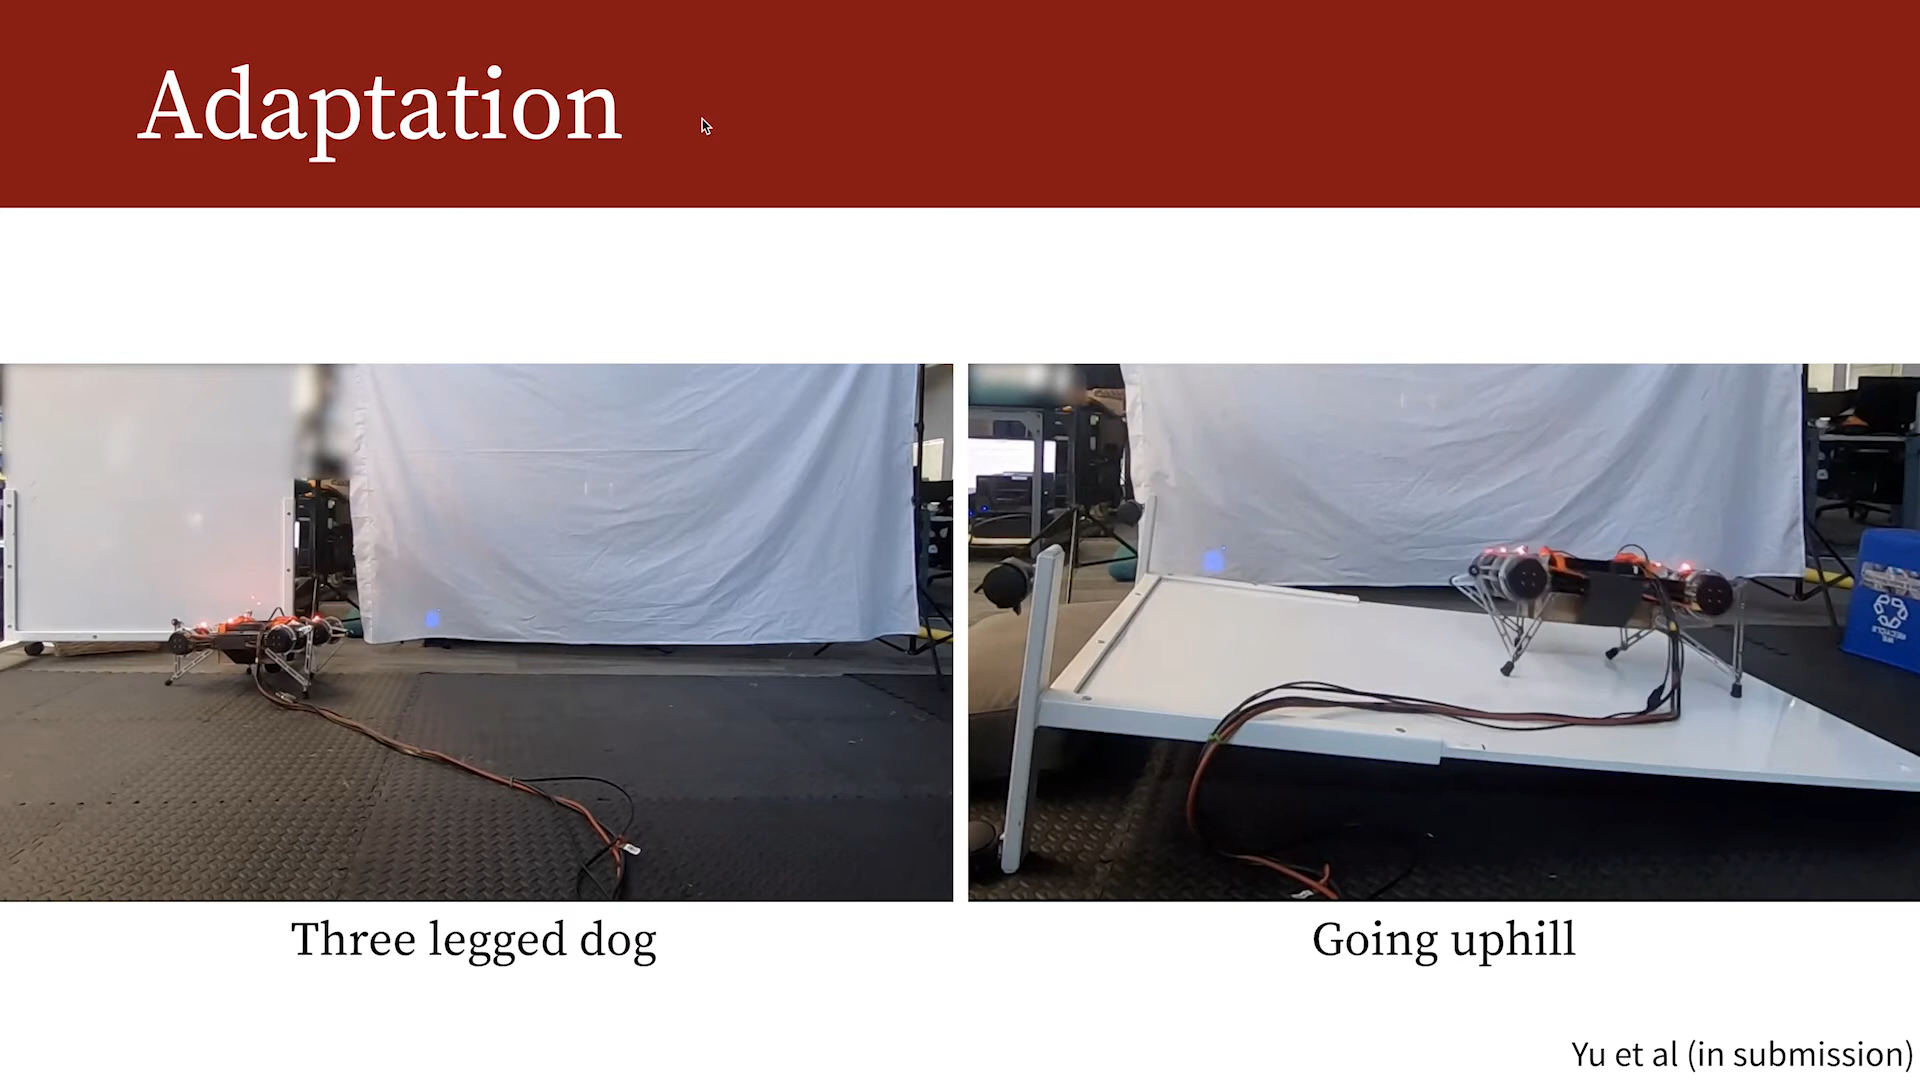 Adaptation
Three legged dog
Going uphill
Yu et al (in submission)